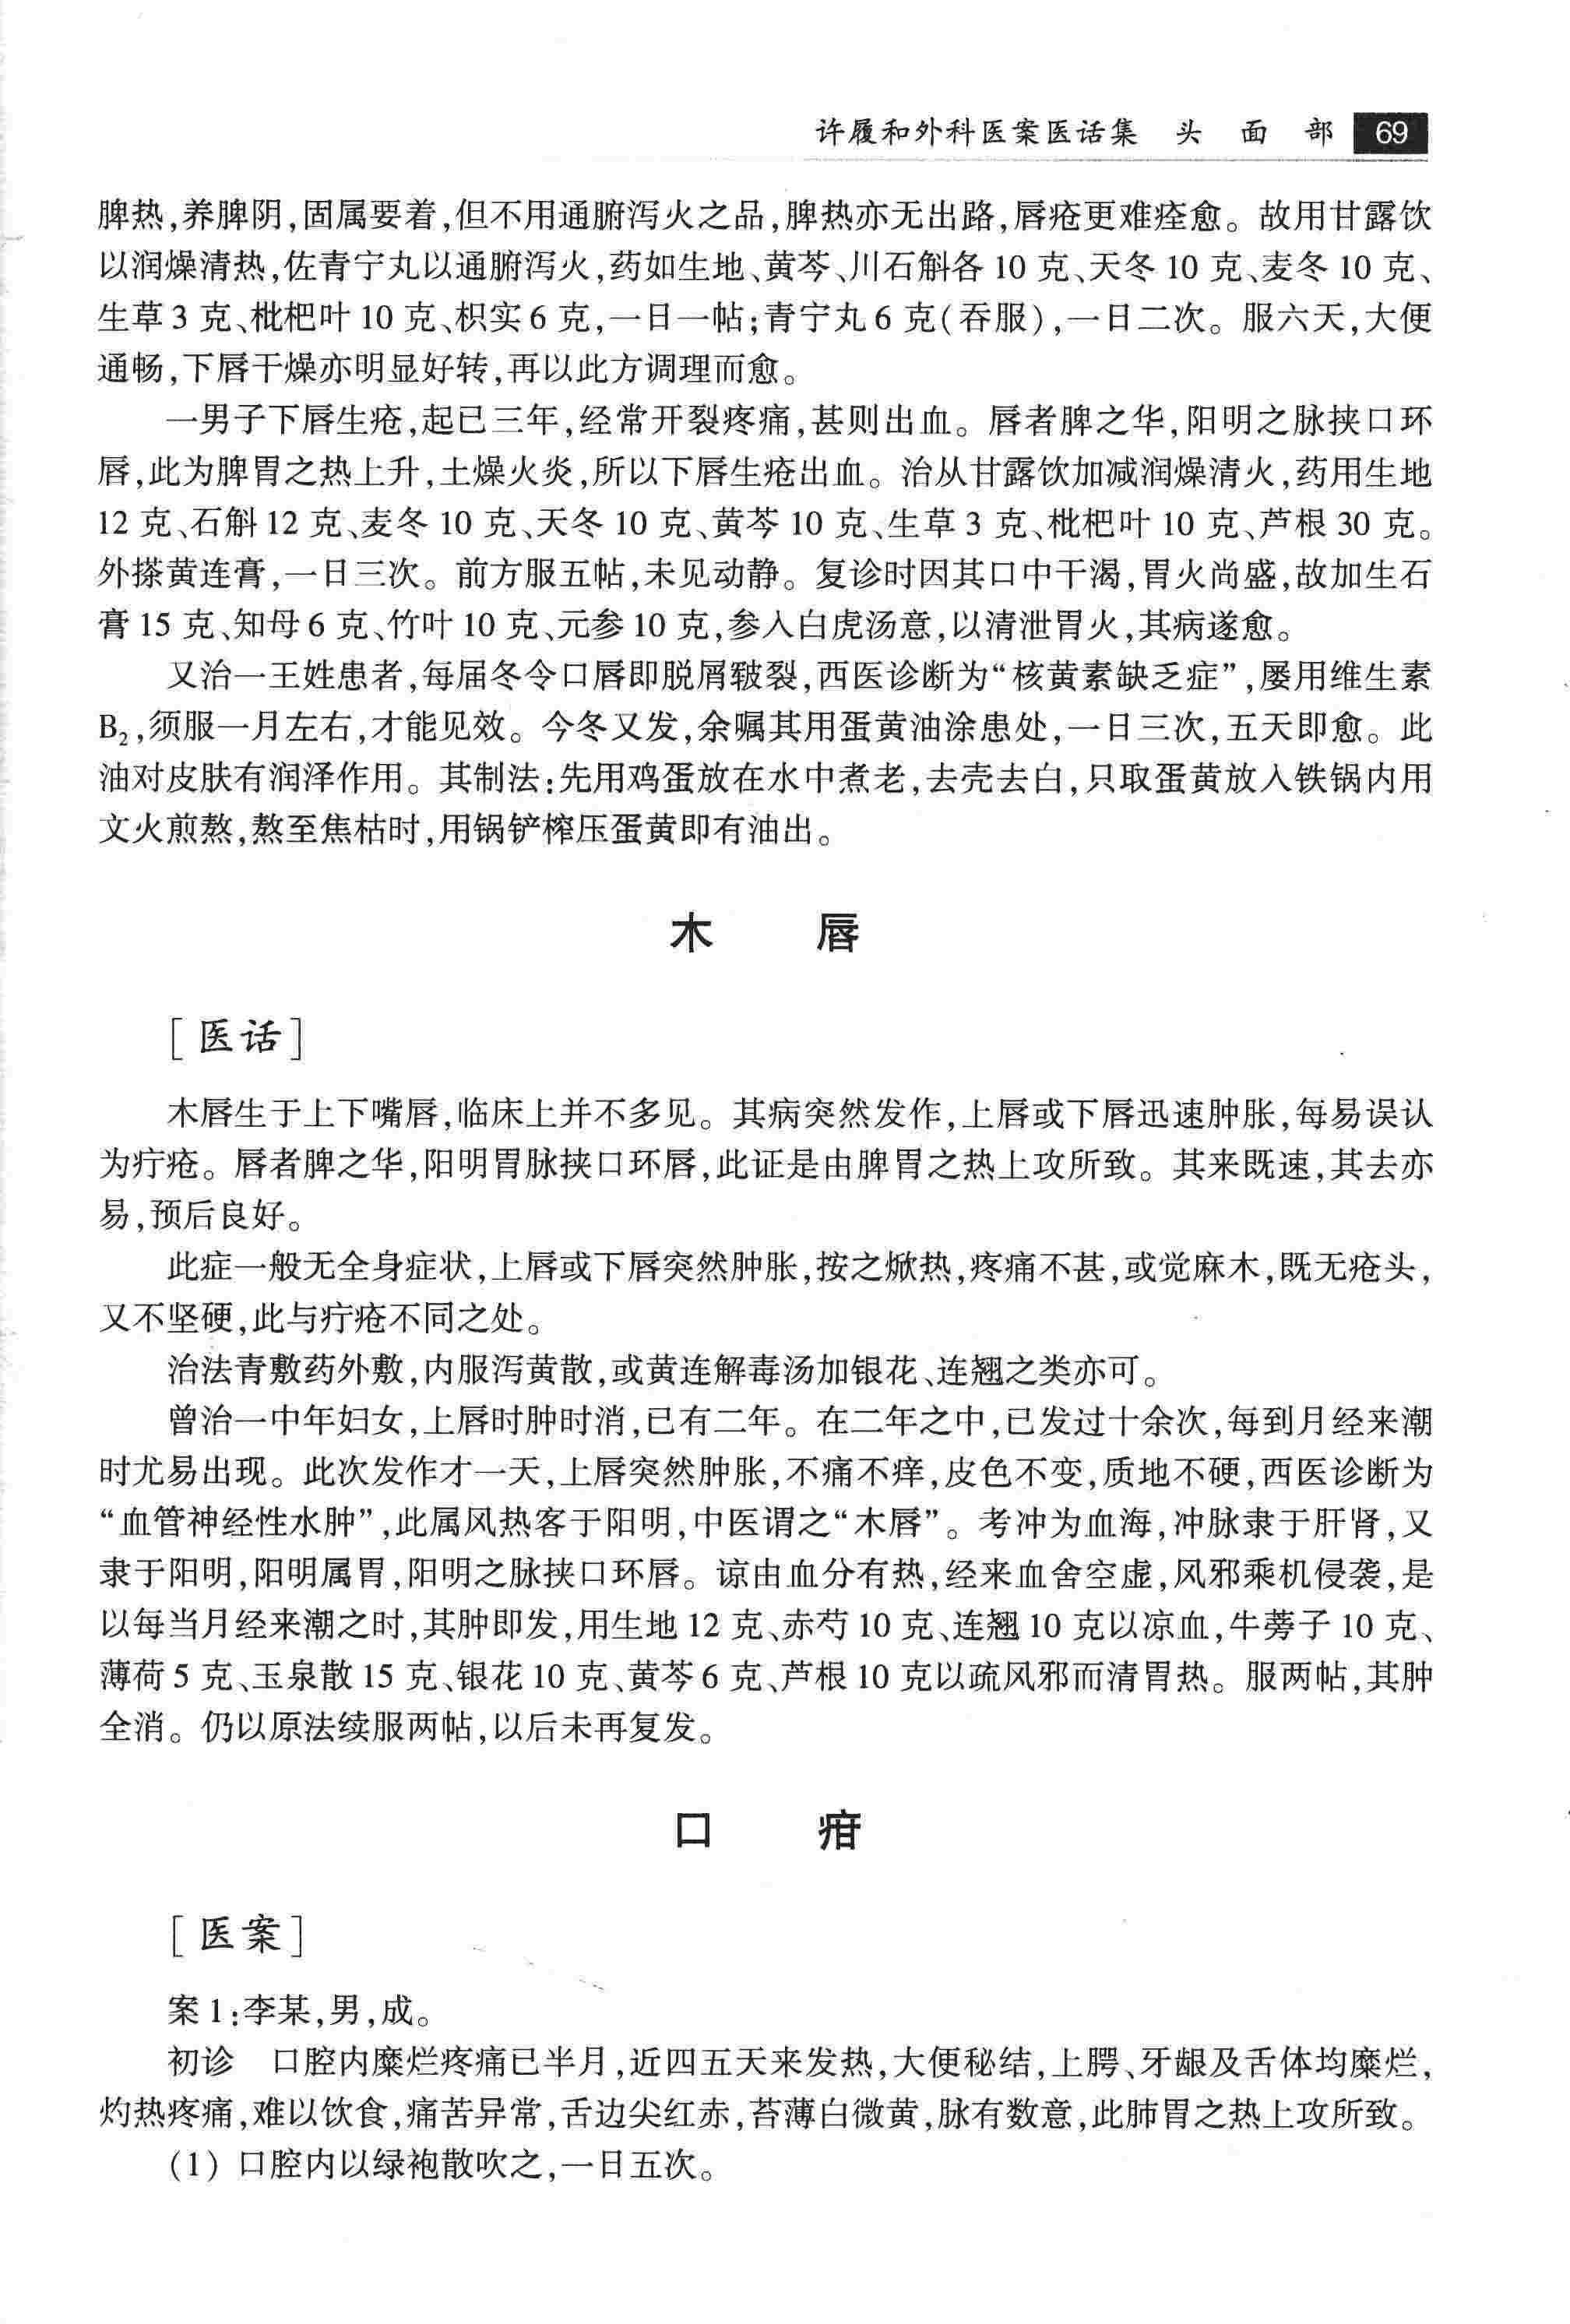 许履和外科医案医话集 头 面 部 69
脾热,养脾阴,固属要着,但不用通腑泻火之品,脾热亦无出路,唇疮更难痊愈。故用甘露饮
以润燥清热,佐青宁丸以通腑泻火,药如生地、黄芩、川石斛各 10 克、天冬 10 克、麦冬 10 克、
生草 3 克、枇杷叶 10 克、枳实 6 克,一日一帖;青宁丸 6 克(吞服),一日二次。服六天,大便
通畅,下唇干燥亦明显好转,再以此方调理而愈。
一男子下唇生疮,起已三年,经常开裂疼痛,甚则出血。唇者脾之华,阳明之脉挟口环
唇,此为脾胃之热上升,土燥火炎,所以下唇生疮出血。治从甘露饮加减润燥清火,药用生地
12 克、石斛 12 克、麦冬 10 克、天冬 10 克、黄芩 10 克、生草 3 克、枇杷叶 10 克、芦根 30 克。
外搽黄连膏,一日三次。前方服五帖,未见动静。复诊时因其口中干渴,胃火尚盛,故加生石
膏 15 克、知母 6 克、竹叶 10 克、元参 10 克,参入白虎汤意,以清泄胃火,其病遂愈。
又治一王姓患者,每届冬令口唇即脱屑皲裂,西医诊断为“核黄素缺乏症”,屡用维生素
B₂,须服一月左右,才能见效。今冬又发,余嘱其用蛋黄油涂患处,一日三次,五天即愈。此
油对皮肤有润泽作用。其制法:先用鸡蛋放在水中煮老,去壳去白,只取蛋黄放入铁锅内用
文火煎熬,熬至焦枯时,用锅铲榨压蛋黄即有油出。
木 唇
[医话]
木唇生于上下嘴唇,临床上并不多见。其病突然发作,上唇或下唇迅速肿胀,每易误认
为疔疮。唇者脾之华,阳明胃脉挟口环唇,此证是由脾胃之热上攻所致。其来既速,其去亦
易,预后良好。
此症一般无全身症状,上唇或下唇突然肿胀,按之焮热,疼痛不甚,或觉麻木,既无疮头,
又不坚硬,此与疔疮不同之处。
治法青敷药外敷,内服泻黄散,或黄连解毒汤加银花、连翘之类亦可。
曾治一中年妇女,上唇时肿时消,已有二年。在二年之中,已发过十余次,每到月经来潮
时尤易出现。此次发作才一天,上唇突然肿胀,不痛不痒,皮色不变,质地不硬,西医诊断为
“血管神经性水肿”,此属风热客于阳明,中医谓之“木唇”。考冲为血海,冲脉隶于肝肾,又
隶于阳明,阳明属胃,阳明之脉挟口环唇。谅由血分有热,经来血舍空虚,风邪乘机侵袭,是
以每当月经来潮之时,其肿即发,用生地 12 克、赤芍 10 克、连翘 10 克以凉血,牛蒡子 10 克、
薄荷 5 克、玉泉散 15 克、银花 10 克、黄芩 6 克、芦根 10 克以疏风邪而清胃热。服两帖,其肿
全消。仍以原法续服两帖,以后未再复发。
口 疳
[医案]
案 1:李某,男,成。
初诊 口腔内糜烂疼痛已半月,近四五天来发热,大便秘结,上腭、牙龈及舌体均糜烂,
灼热疼痛,难以饮食,痛苦异常,舌边尖红赤,苔薄白微黄,脉有数意,此肺胃之热上攻所致。
(1) 口腔内以绿袍散吹之,一日五次。